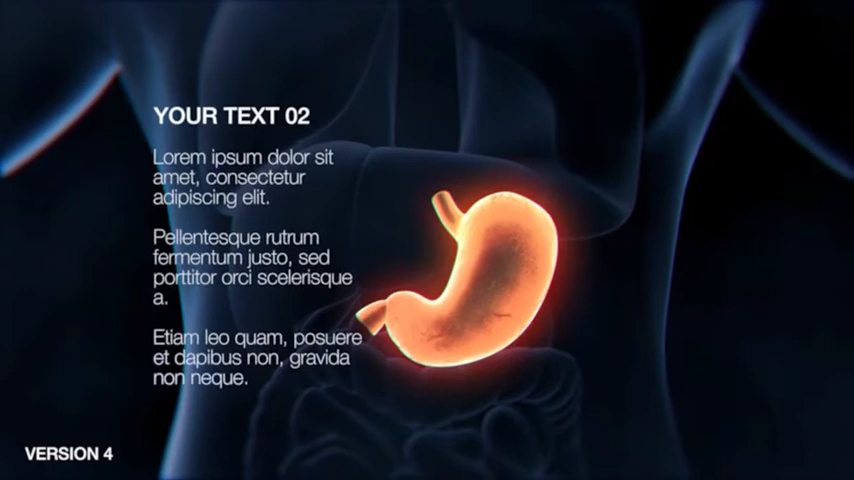 YOUR TEXT 02
Lorem ipsum dolor sit
amet, consectetur
adipiscing elit.
Pellentesque rutrum
fermentum justo, sed
porttitor orci scelerisque
a.
Etiam leo quam, posuere
et dapibus non, gravida
non neque.
VERSION 4